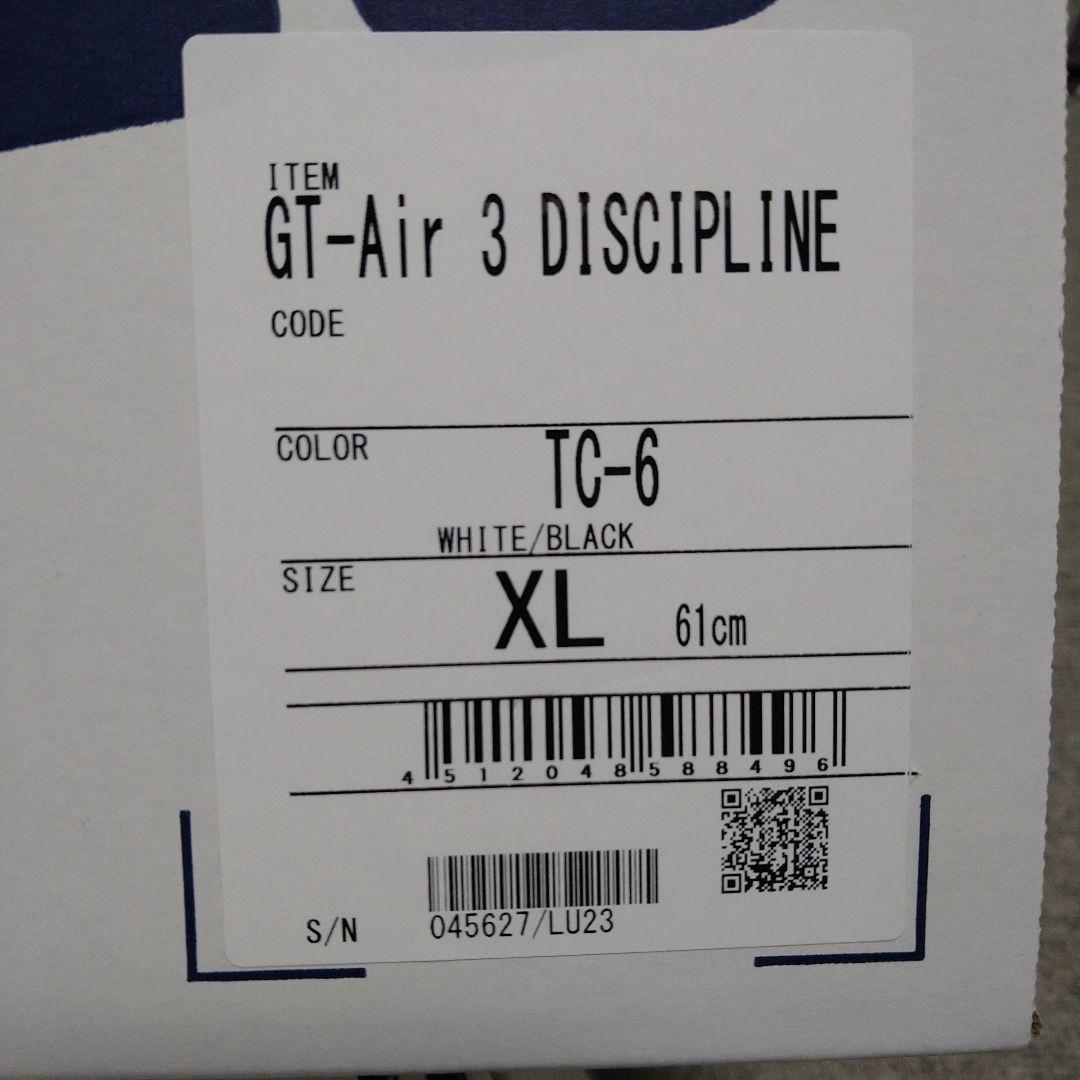 ITEM
GT-Air 3 DISCIPLINE
CODE
COLOR
TC-6
WHITE/BLACK
SIZE
XL 61cm
4 512048 588496
S/N 045627/LU23